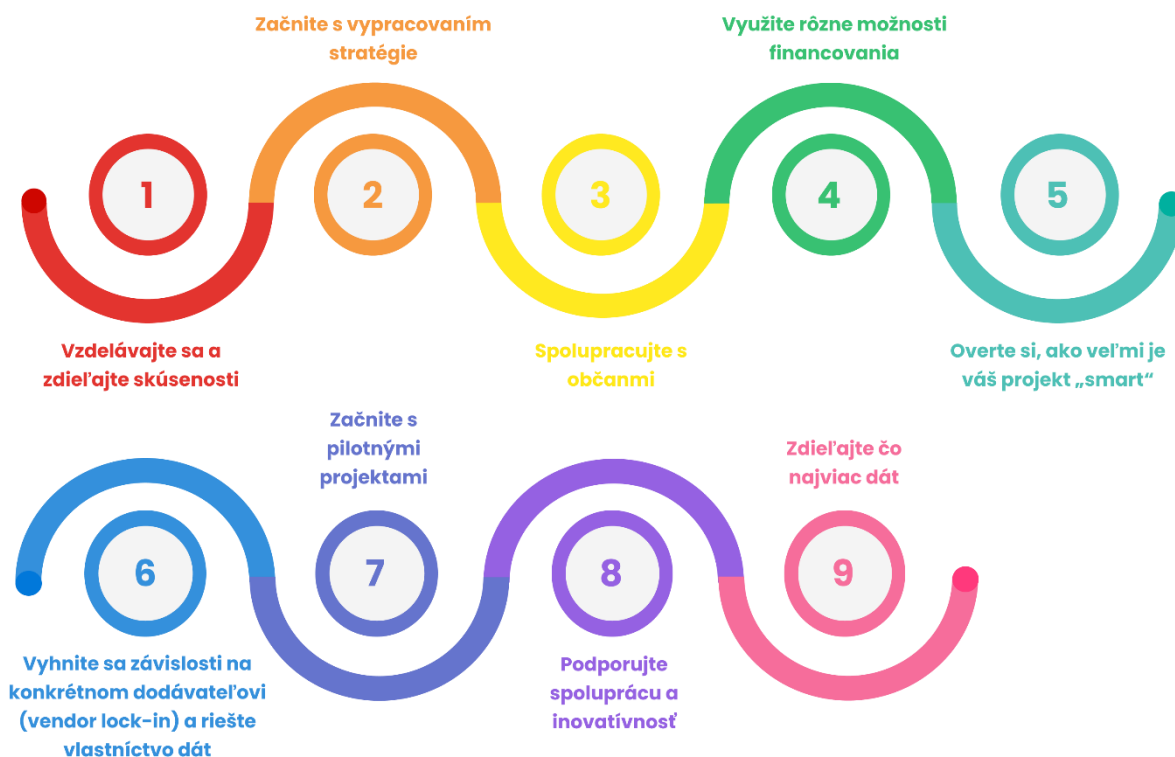 1
Vzdelávajte sa a
zdieľajte skúsenosti
Začnite s vypracovaním
stratégie
2
3
Spolupracujte s
občanmi
Využite rôzne možnosti
financovania
4
5
Overte si, ako veľmi je
váš projekt „smart“
6
Vyhnite sa závislosti na
konkrétnom dodávateľovi
(vendor lock-in) a riešte
vlastníctvo dát
Začnite s
pilotnými
projektami
7
8
Podporujte
spoluprácu a
inovatívnosť
Zdieľajte čo
najviac dát
9